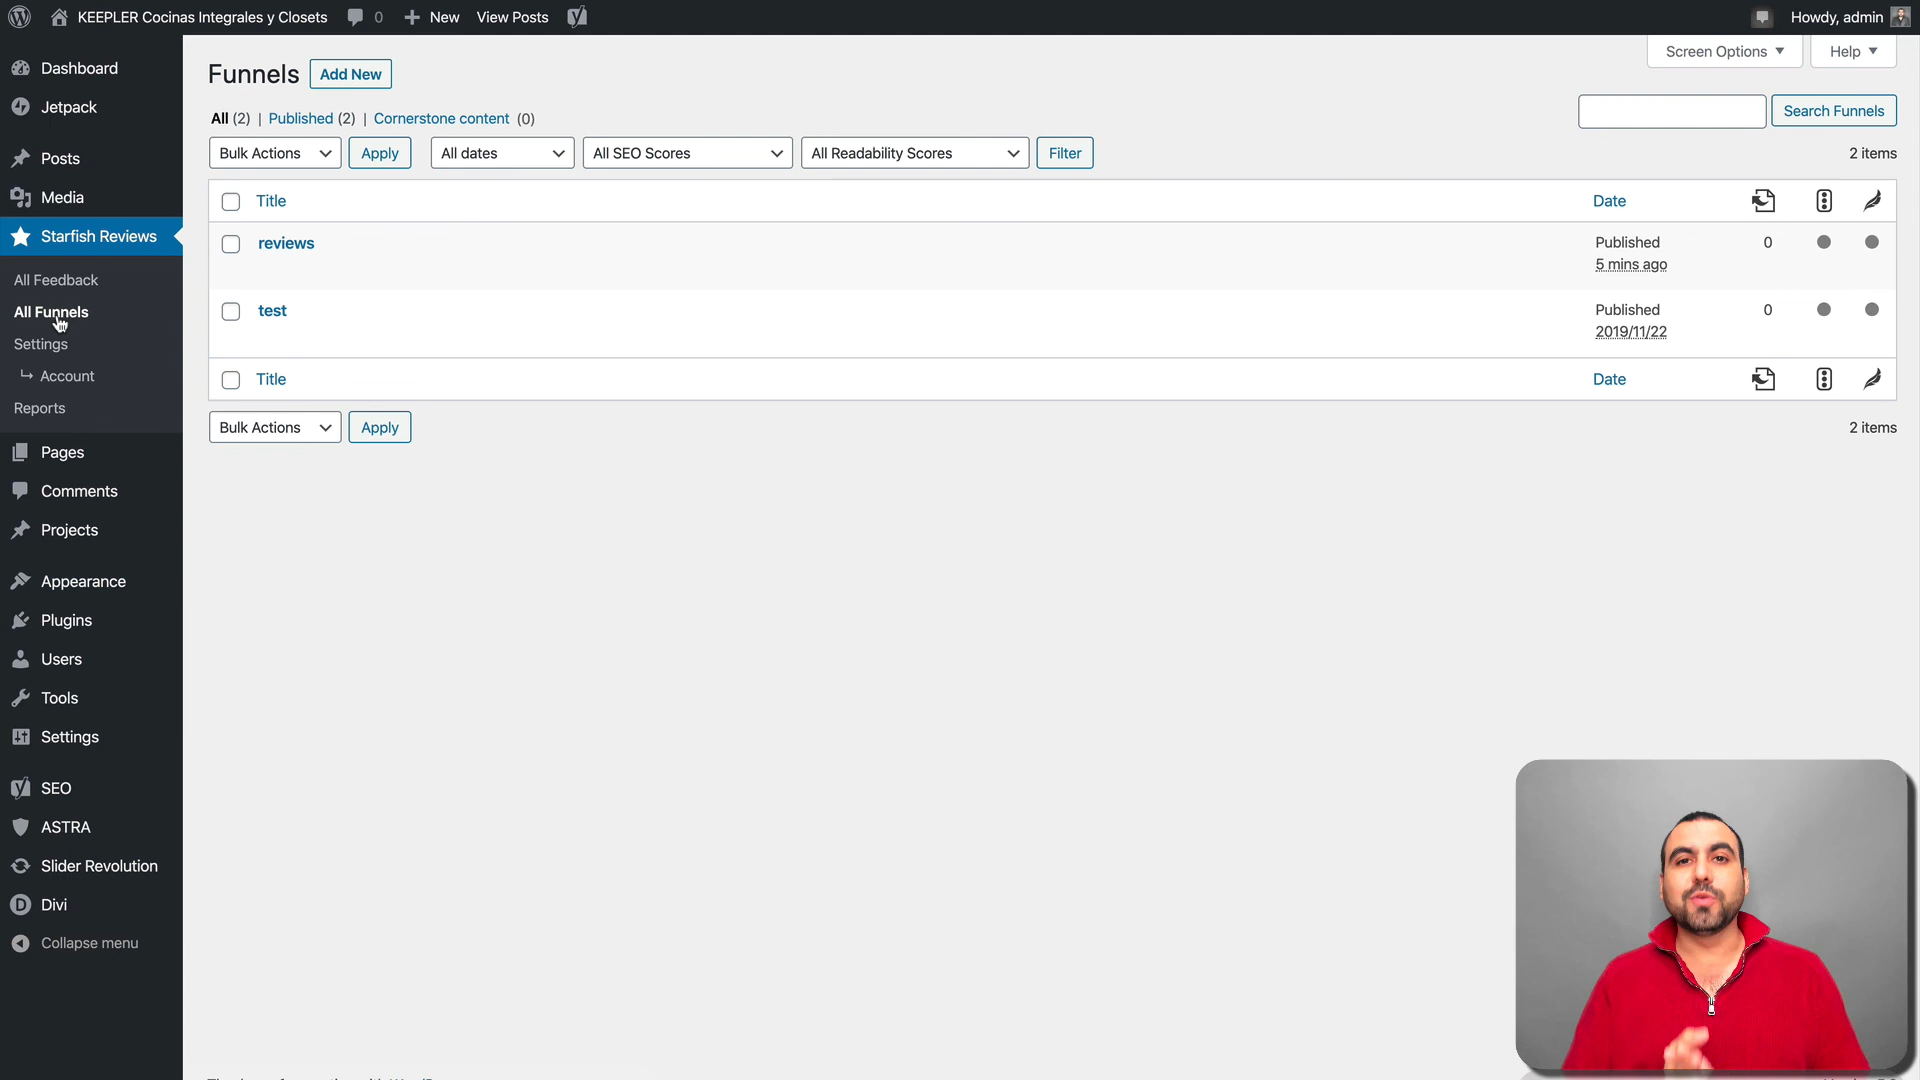 KEEPLER Cocinas Integrales y Closets 0 New View Posts Howdy, admin
Screen Options Help
Dashboard
Jetpack
Posts
Media
Starfish Reviews
All Feedback
All Funnels
Settings
Account
Reports
Pages
Comments
Projects
Appearance
Plugins
Users
Tools
Settings
SEO
ASTRA
Slider Revolution
Divi
Collapse menu
Funnels Add New
All (2) | Published (2) | Cornerstone content (0)
Search Funnels
Bulk Actions Apply All dates All SEO Scores All Readability Scores Filter 2 items
Title Date
reviews Published 0
5 mins ago
test Published 0
2019/11/22
Title Date
Bulk Actions Apply 2 items